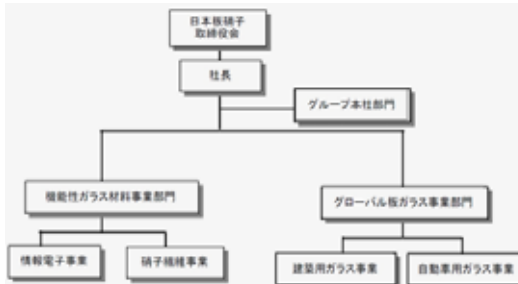 日本板硝子
取締役会
社長
グループ本社部門
機能性ガラス材料事業部門
グローバル板ガラス事業部門
情報電子事業
硝子繊維事業
建築用ガラス事業
自動車用ガラス事業